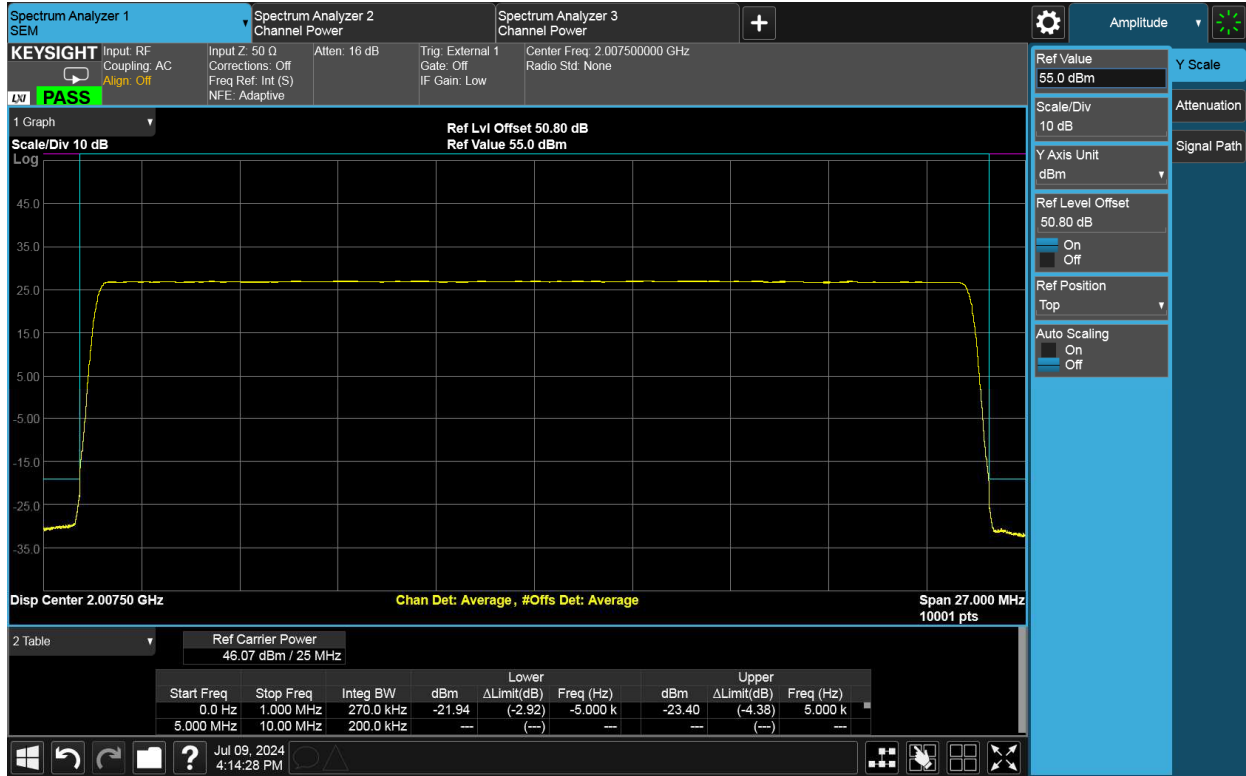 Spectrum Analyzer 1
SEM
Spectrum Analyzer 2
Channel Power
Spectrum Analyzer 3
Channel Power
Amplitude
KEYSIGHT
Input: RF
Coupling: AC
Align: Off
Input Z: 50 Ω
Corrections: Off
Freq Ref: Int (S)
NFE: Adaptive
Atten: 16 dB
Trig: External 1
Gate: Off
IF Gain: Low
Center Freq: 2.007500000 GHz
Radio Std: None
LXI PASS
1 Graph
Scale/Div 10 dB
Ref Lvl Offset 50.80 dB
Ref Value 55.0 dBm
Log
45.0
35.0
25.0
15.0
5.00
-5.00
-15.0
-25.0
-35.0
Disp Center 2.00750 GHz
Chan Det: Average, #Offs Det: Average
Span 27.000 MHz
10001 pts
2 Table
Ref Carrier Power
46.07 dBm / 25 MHz
Lower Upper
Start Freq Stop Freq Integ BW dBm ΔLimit(dB) Freq (Hz) dBm ΔLimit(dB) Freq (Hz)
0.0 Hz 1.000 MHz 270.0 kHz -21.94 (-2.92) -5.000 k -23.40 (-4.38) 5.000 k
5.000 MHz 10.00 MHz 200.0 kHz --- (---) --- --- (---) ---
Ref Value
55.0 dBm
Scale/Div
10 dB
Y Axis Unit
dBm
Ref Level Offset
50.80 dB
On
Off
Ref Position
Top
Auto Scaling
On
Off
Y Scale
Attenuation
Signal Path
? Jul 09, 2024
4:14:28 PM